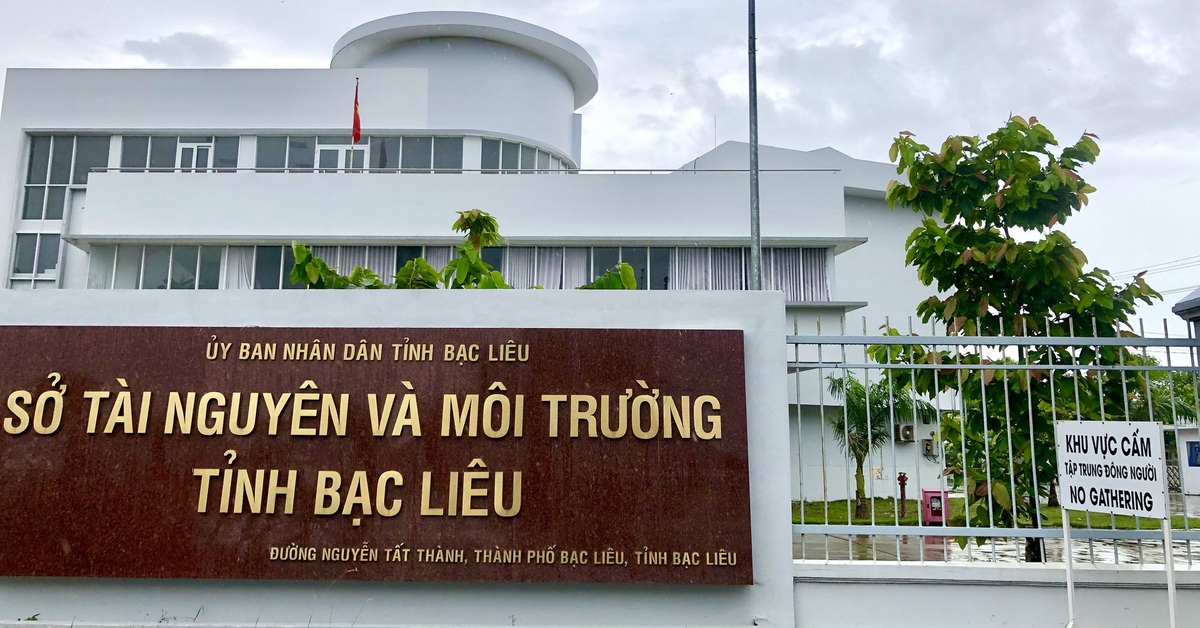 ỦY BAN NHÂN DÂN TỈNH BẠC LIÊU
SỞ TÀI NGUYÊN VÀ MÔI TRƯỜNG
TỈNH BẠC LIÊU
ĐƯỜNG NGUYỄN TẤT THÀNH, THÀNH PHỐ BẠC LIÊU, TỈNH BẠC LIÊU
KHU VỰC CẤM
TẬP TRUNG ĐÔNG NGƯỜI
NO GATHERING